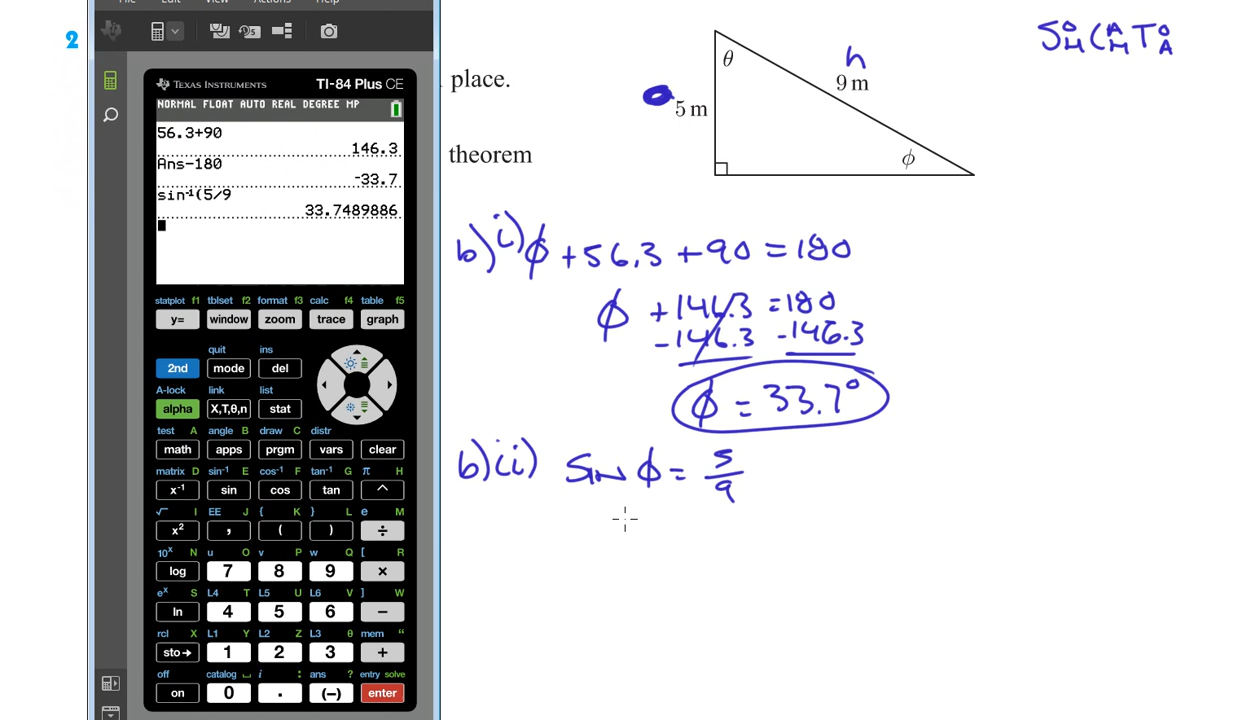 File View Actions Help
2
TEXAS INSTRUMENTS TI-84 Plus CE
NORMAL FLOAT AUTO REAL DEGREE MP
56.3+90
146.3
Ans-180
-33.7
sin⁻¹(5/9
33.7489886
statplot f1 tblset f2 format f3 calc f4 table f5
y= window zoom trace graph
quit ins
2nd mode del
A-lock link list
alpha X,T,θ,n stat
test A angle B draw C distr
math apps prgm vars clear
matrix D sin⁻¹ E cos⁻¹ F tan⁻¹ G π H
x⁻¹ sin cos tan ^
√ I EE J { K } L e M
x² , ( ) ÷
10ˣ N u O v P w Q [ R
log 7 8 9 ×
eˣ S L4 T L5 U L6 V ] W
ln 4 5 6 −
rcl X L1 Y L2 Z L3 θ mem "
sto→ 1 2 3 +
off catalog ␣ i : ans ? entry solve
on 0 . (−) enter
place.
theorem
θ
h
9 m
5 m
ϕ
S O H C A H T O A
b) i) ϕ + 56.3 + 90 = 180
ϕ + 146.3 = 180
- 146.3 - 146.3
ϕ = 33.7°
b) ii) sin ϕ = 5/9